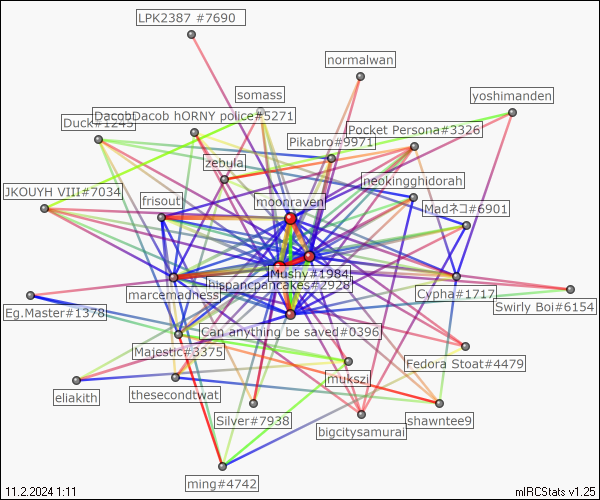 LPK2387 #7690
normalwan
somass
yoshimanden
DacobDacob hORNY police#5271
Duck#1245
Pocket Persona#3326
Pikabro#9971
zebula
neokingghidorah
JKOUYH VIII#7034
frisout
moonraven
Madネコ#6901
Mushy#1984
hispancpancakes#2928
marcemadness
Cypha#1717
Swirly Boi#6154
Eg.Master#1378
Can anything be saved#0396
Majestic#3375
Fedora Stoat#4479
mukszi
eliakith
thesecondtwat
Silver#7938
shawntee9
bigcitysamurai
ming#4742
11.2.2024 1:11
mIRCStats v1.25